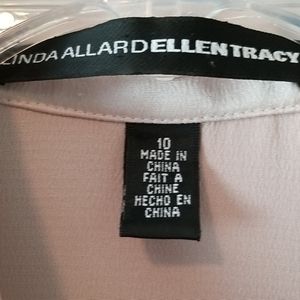 LINDA ALLARD ELLEN TRACY
10
MADE IN
CHINA
FAIT A
CHINE
HECHO EN
CHINA